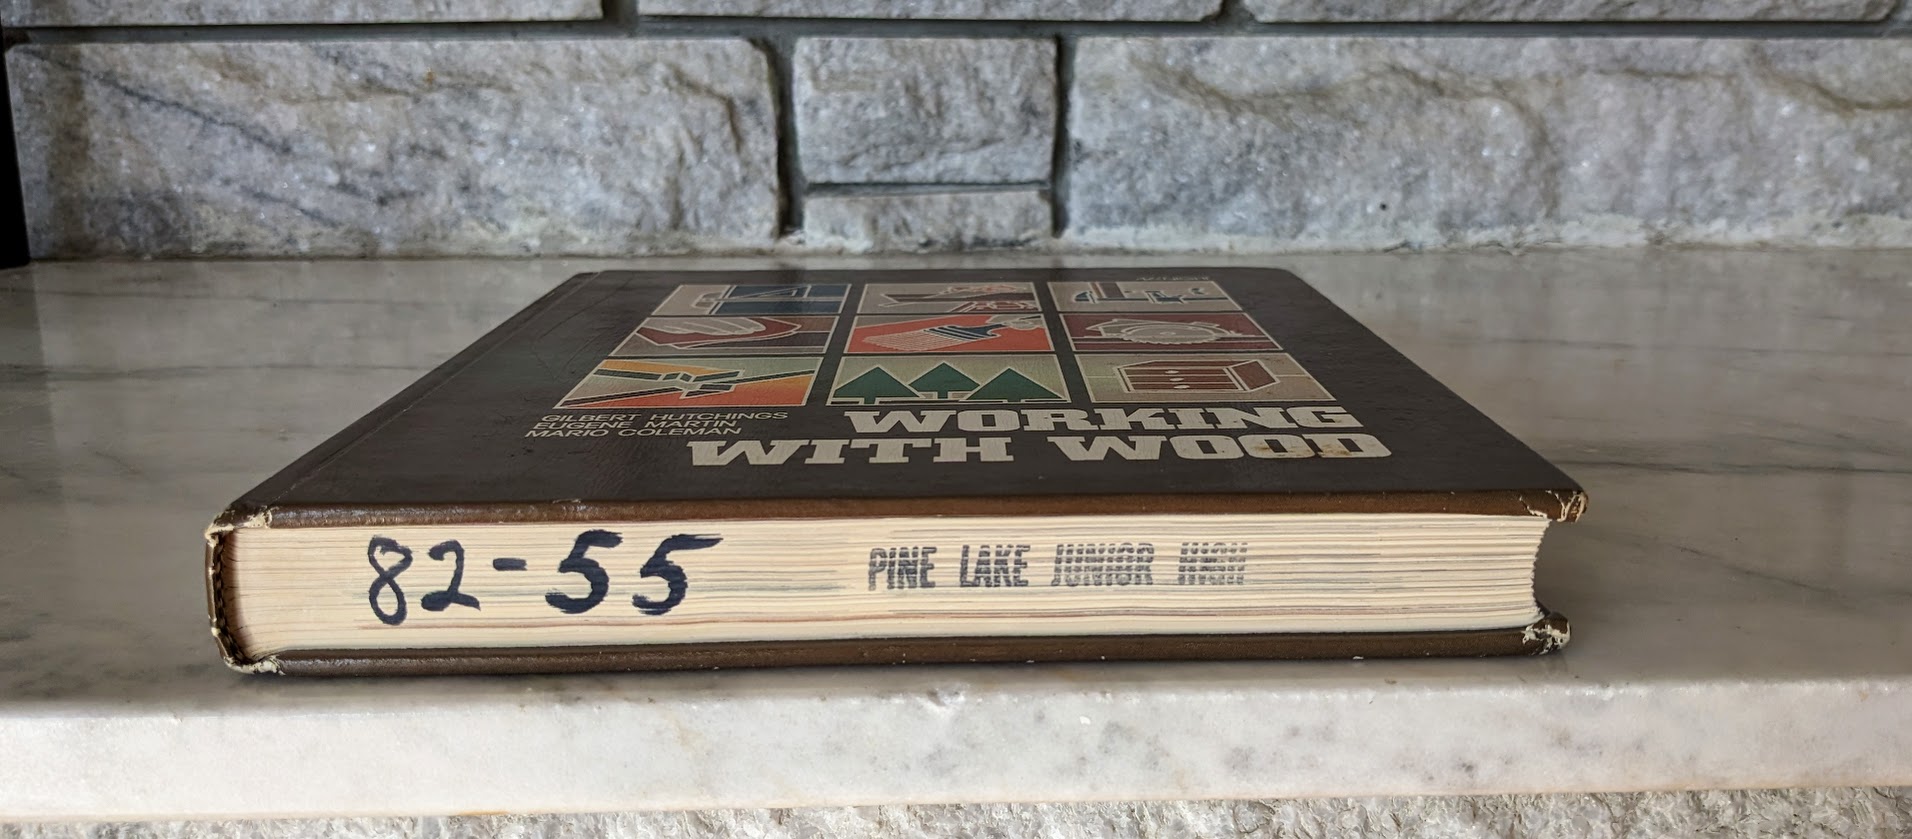 GILBERT HUTCHINGS
EUGENE MARTIN
MARIO COLEMAN
WORKING
WITH WOOD
82-55
PINE LAKE JUNIOR HIGH